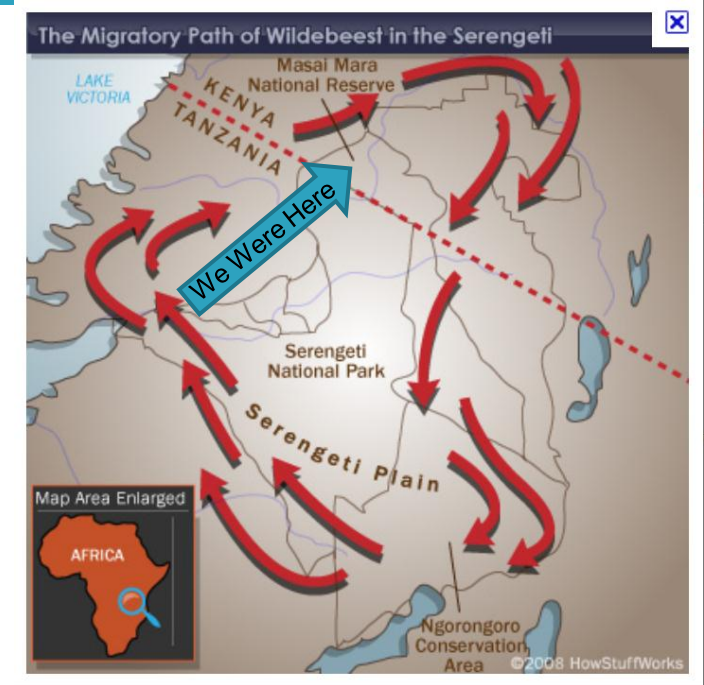 The Migratory Path of Wildebeest in the Serengeti
LAKE
VICTORIA
Masai Mara
National Reserve
KENYA
TANZANIA
We Were Here
Serengeti
National Park
Serengeti Plain
Map Area Enlarged
AFRICA
Ngorongoro
Conservation
Area
©2008 HowStuffWorks